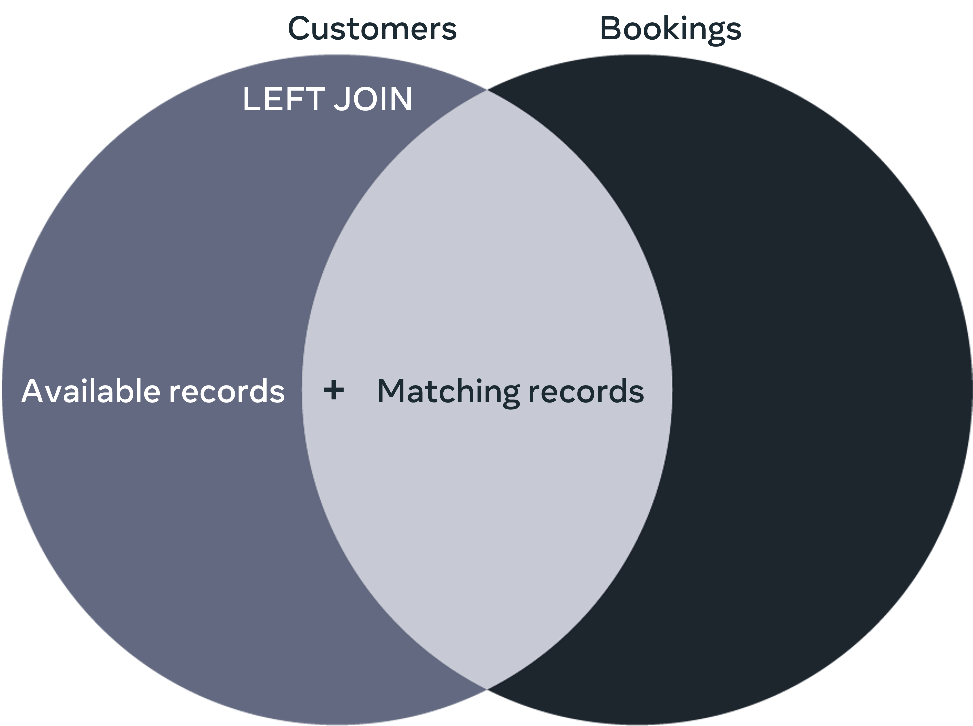 Customers
Bookings
LEFT JOIN
Available records + Matching records